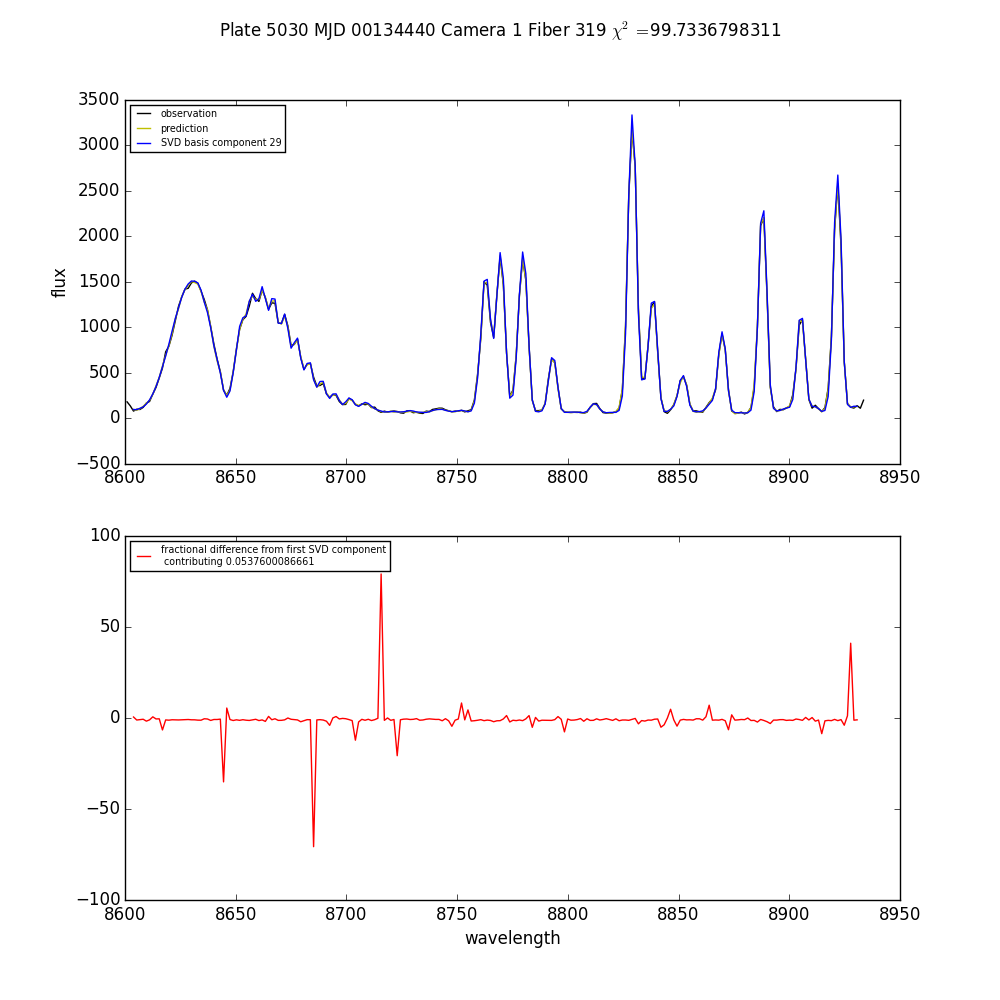 Plate 5030 MJD 00134440 Camera 1 Fiber 319 χ² =99.7336798311
3500
3000
2500
2000
1500
1000
500
0
−500
flux
observation
prediction
SVD basis component 29
8600 8650 8700 8750 8800 8850 8900 8950
100
50
0
−50
−100
fractional difference from first SVD component
contributing 0.0537600086661
8600 8650 8700 8750 8800 8850 8900 8950
wavelength